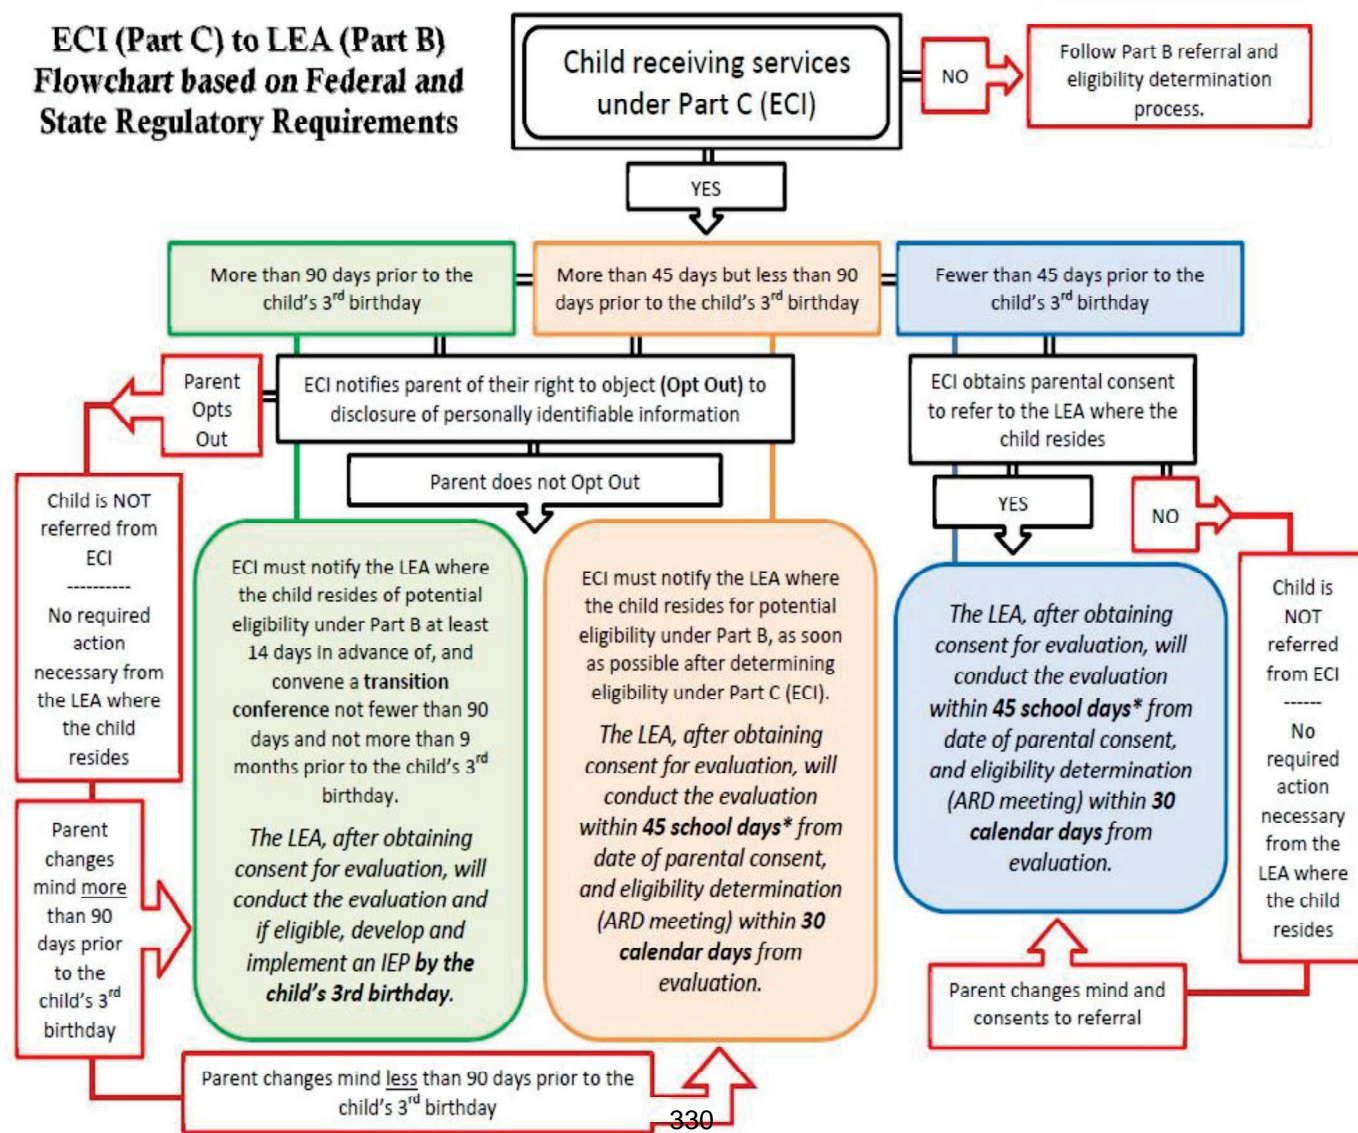 ECI (Part C) to LEA (Part B)
Flowchart based on Federal and
State Regulatory Requirements
Child receiving services
under Part C (ECI)
NO
Follow Part B referral and
eligibility determination
process.
YES
More than 90 days prior to the
child's 3rd birthday
More than 45 days but less than 90
days prior to the child's 3rd birthday
Fewer than 45 days prior to the
child's 3rd birthday
Parent
Opts
Out
ECI notifies parent of their right to object (Opt Out) to
disclosure of personally identifiable information
ECI obtains parental consent
to refer to the LEA where the
child resides
Parent does not Opt Out
YES
NO
Child is NOT
referred from
ECI
----------
No required
action
necessary from
the LEA where
the child
resides
ECI must notify the LEA where
the child resides of potential
eligibility under Part B at least
14 days in advance of, and
convene a transition
conference not fewer than 90
days and not more than 9
months prior to the child's 3rd
birthday.
The LEA, after obtaining
consent for evaluation, will
conduct the evaluation and
if eligible, develop and
implement an IEP by the
child's 3rd birthday.
ECI must notify the LEA where
the child resides for potential
eligibility under Part B, as soon
as possible after determining
eligibility under Part C (ECI).
The LEA, after obtaining
consent for evaluation, will
conduct the evaluation
within 45 school days* from
date of parental consent,
and eligibility determination
(ARD meeting) within 30
calendar days from
evaluation.
The LEA, after obtaining
consent for evaluation, will
conduct the evaluation
within 45 school days* from
date of parental consent,
and eligibility determination
(ARD meeting) within 30
calendar days from
evaluation.
Child is
NOT
referred
from ECI
------
No
required
action
necessary
from the
LEA where
the child
resides
Parent
changes
mind more
than 90
days prior
to the
child's 3rd
birthday
Parent changes mind and
consents to referral
Parent changes mind less than 90 days prior to the
child's 3rd birthday
330